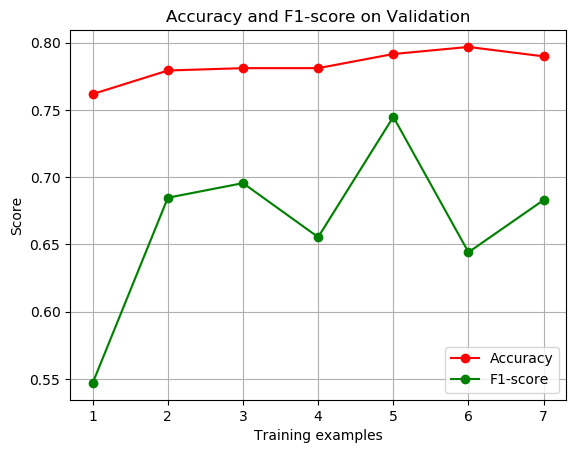 Accuracy and F1-score on Validation
Score
0.80
0.75
0.70
0.65
0.60
0.55
1 2 3 4 5 6 7
Training examples
Accuracy
F1-score